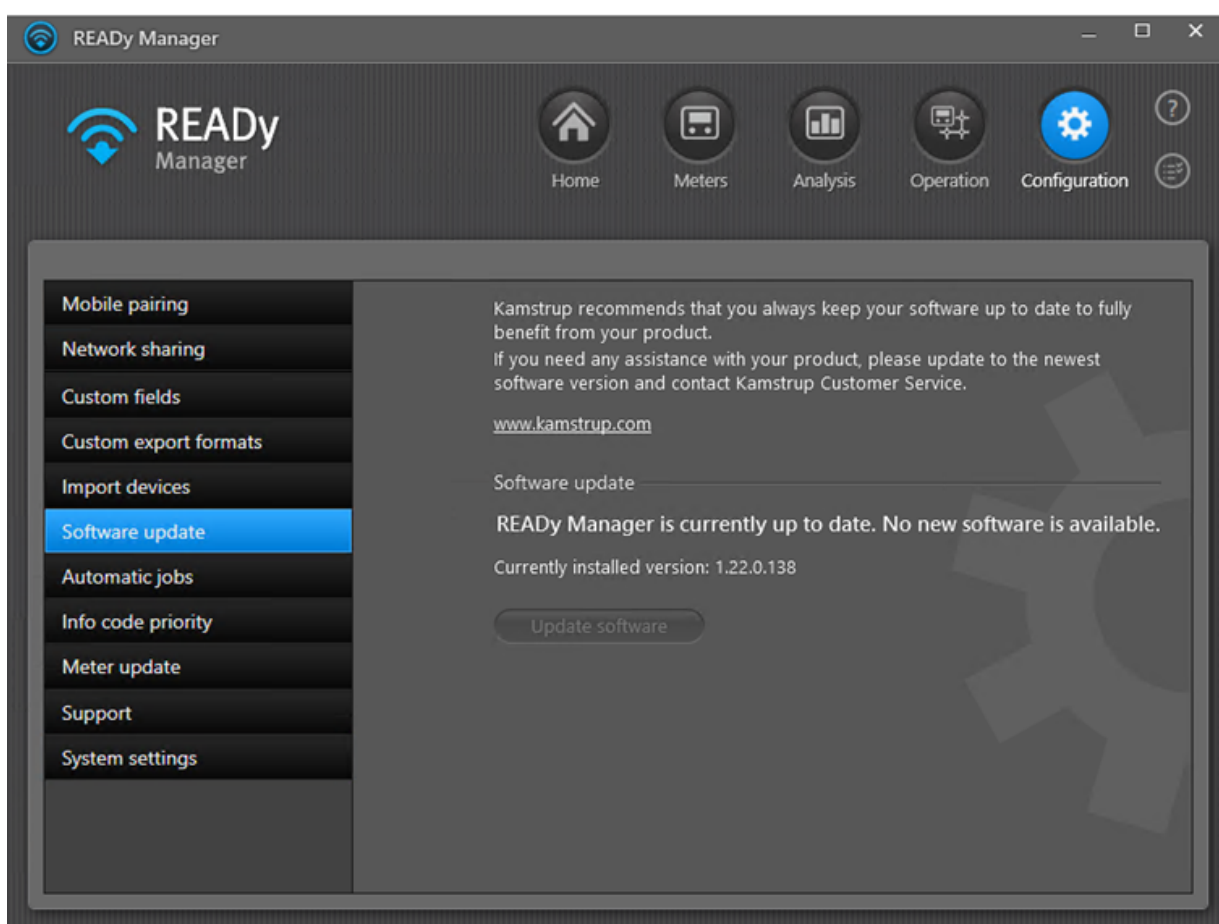 READy Manager
READy
Manager
Home
Meters
Analysis
Operation
Configuration
?
Mobile pairing
Network sharing
Custom fields
Custom export formats
Import devices
Software update
Automatic jobs
Info code priority
Meter update
Support
System settings
Kamstrup recommends that you always keep your software up to date to fully
benefit from your product.
If you need any assistance with your product, please update to the newest
software version and contact Kamstrup Customer Service.
www.kamstrup.com
Software update
READy Manager is currently up to date. No new software is available.
Currently installed version: 1.22.0.138
Update software